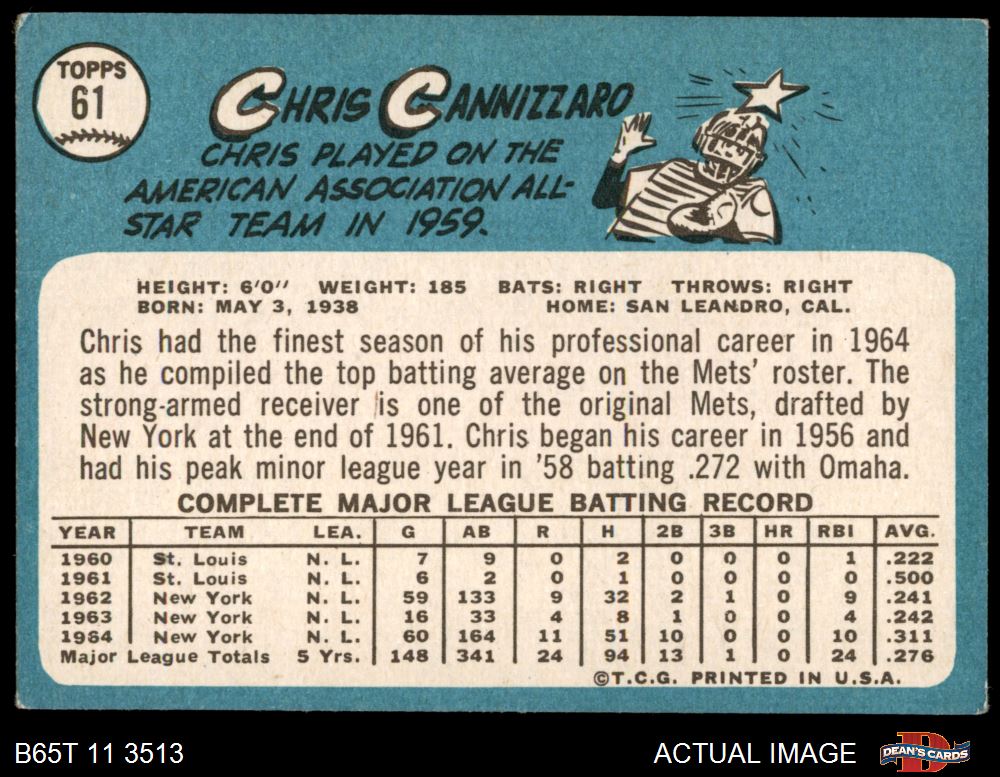 TOPPS
61
CHRIS CANNIZZARO
CHRIS PLAYED ON THE
AMERICAN ASSOCIATION ALL-
STAR TEAM IN 1959.
HEIGHT: 6'0" WEIGHT: 185 BATS: RIGHT THROWS: RIGHT
BORN: MAY 3, 1938 HOME: SAN LEANDRO, CAL.
Chris had the finest season of his professional career in 1964
as he compiled the top batting average on the Mets' roster. The
strong-armed receiver is one of the original Mets, drafted by
New York at the end of 1961. Chris began his career in 1956 and
had his peak minor league year in '58 batting .272 with Omaha.
COMPLETE MAJOR LEAGUE BATTING RECORD
YEAR TEAM LEA. G AB R H 2B 3B HR RBI AVG.
1960 St. Louis N. L. 7 9 0 2 0 0 0 1 .222
1961 St. Louis N. L. 6 2 0 1 0 0 0 0 .500
1962 New York N. L. 59 133 9 32 2 1 0 9 .241
1963 New York N. L. 16 33 4 8 1 0 0 4 .242
1964 New York N. L. 60 164 11 51 10 0 0 10 .311
Major League Totals 5 Yrs. 148 341 24 94 13 1 0 24 .276
©T.C.G. PRINTED IN U.S.A.
B65T 11 3513 ACTUAL IMAGE DEAN'S CARDS